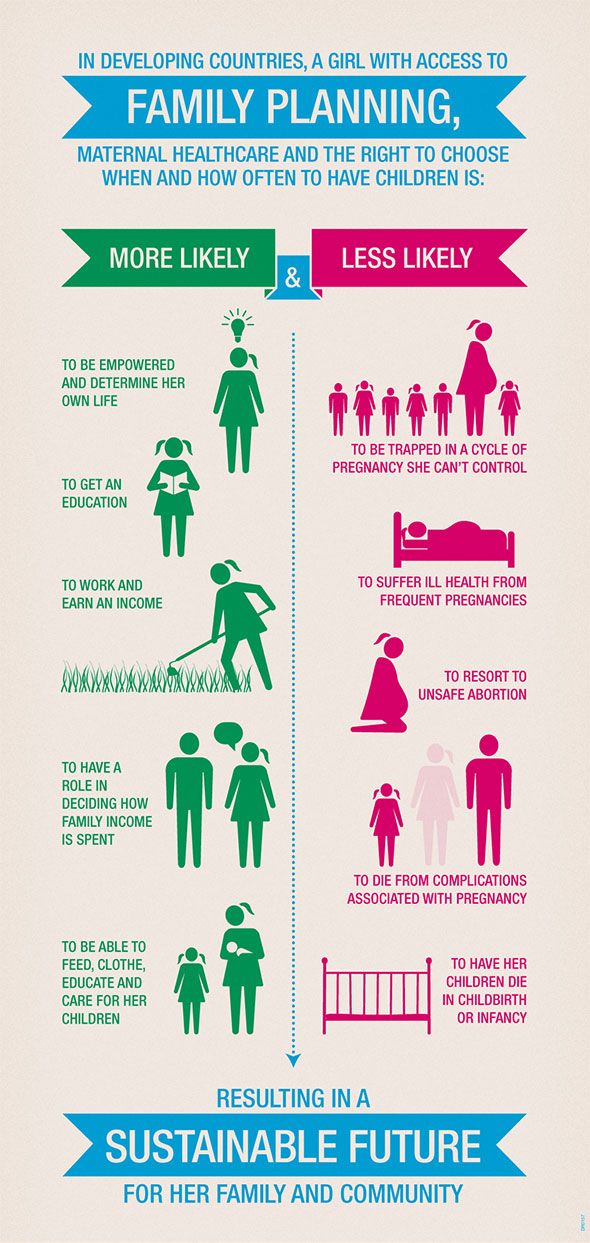 IN DEVELOPING COUNTRIES, A GIRL WITH ACCESS TO
FAMILY PLANNING,
MATERNAL HEALTHCARE AND THE RIGHT TO CHOOSE
WHEN AND HOW OFTEN TO HAVE CHILDREN IS:
MORE LIKELY
&
LESS LIKELY
TO BE EMPOWERED
AND DETERMINE HER
OWN LIFE
TO GET AN
EDUCATION
TO WORK AND
EARN AN INCOME
TO HAVE A
ROLE IN
DECIDING HOW
FAMILY INCOME
IS SPENT
TO BE ABLE TO
FEED, CLOTHE,
EDUCATE AND
CARE FOR HER
CHILDREN
TO BE TRAPPED IN A CYCLE OF
PREGNANCY SHE CAN'T CONTROL
TO SUFFER ILL HEALTH FROM
FREQUENT PREGNANCIES
TO RESORT TO
UNSAFE ABORTION
TO DIE FROM COMPLICATIONS
ASSOCIATED WITH PREGNANCY
TO HAVE HER
CHILDREN DIE
IN CHILDBIRTH
OR INFANCY
RESULTING IN A
SUSTAINABLE FUTURE
FOR HER FAMILY AND COMMUNITY